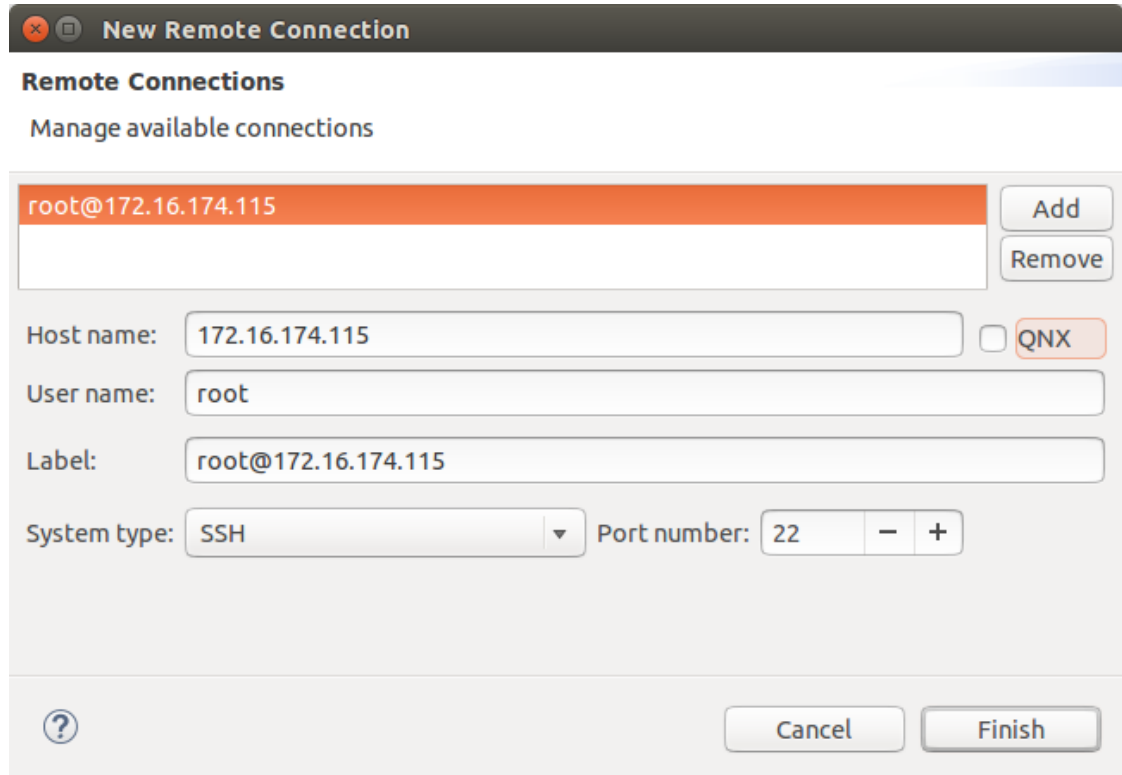 New Remote Connection
Remote Connections
Manage available connections
root@172.16.174.115
Add
Remove
Host name: 172.16.174.115 QNX
User name: root
Label: root@172.16.174.115
System type: SSH Port number: 22 − +
? Cancel Finish